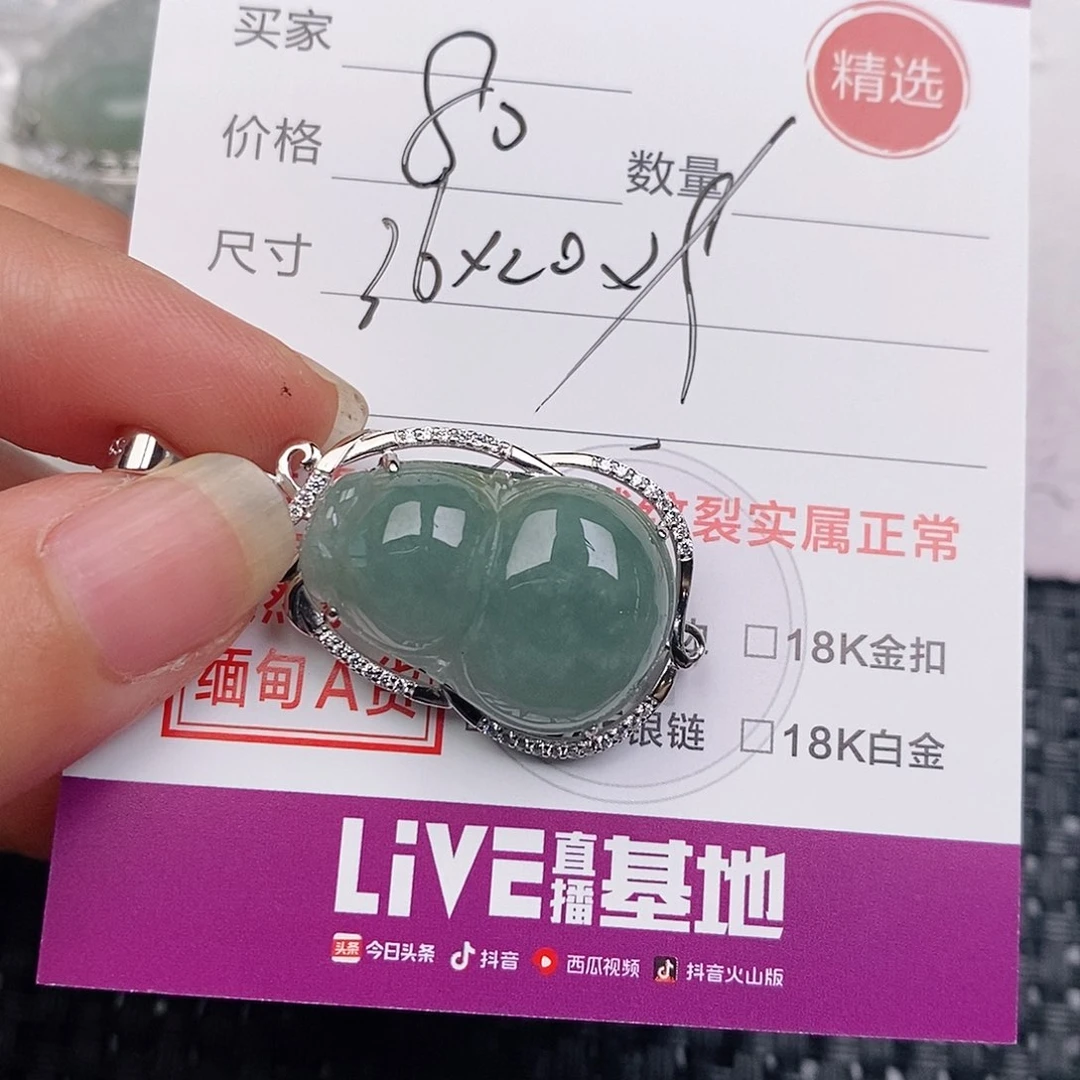 精选
买家
价格 80 数量
尺寸 36x20x
裂实属正常
18K金扣
缅甸A货
银链 18K白金
LiVE直播基地
头条 今日头条 抖音 西瓜视频 抖音火山版